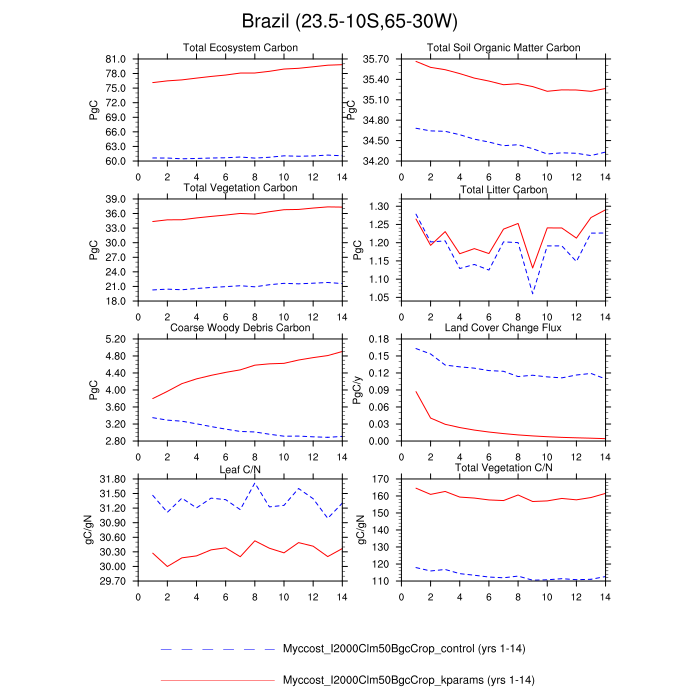 Brazil (23.5-10S,65-30W)
Total Ecosystem Carbon
PgC
81.0
78.0
75.0
72.0
69.0
66.0
63.0
60.0
0 2 4 6 8 10 12 14
Total Soil Organic Matter Carbon
PgC
35.70
35.40
35.10
34.80
34.50
34.20
0 2 4 6 8 10 12 14
Total Vegetation Carbon
PgC
39.0
36.0
33.0
30.0
27.0
24.0
21.0
18.0
0 2 4 6 8 10 12 14
Total Litter Carbon
PgC
1.30
1.25
1.20
1.15
1.10
1.05
0 2 4 6 8 10 12 14
Coarse Woody Debris Carbon
PgC
5.20
4.80
4.40
4.00
3.60
3.20
2.80
0 2 4 6 8 10 12 14
Land Cover Change Flux
PgC/y
0.18
0.15
0.12
0.09
0.06
0.03
0.00
0 2 4 6 8 10 12 14
Leaf C/N
gC/gN
31.80
31.50
31.20
30.90
30.60
30.30
30.00
29.70
0 2 4 6 8 10 12 14
Total Vegetation C/N
gC/gN
170
160
150
140
130
120
110
0 2 4 6 8 10 12 14
Myccost_I2000Clm50BgcCrop_control (yrs 1-14)
Myccost_I2000Clm50BgcCrop_kparams (yrs 1-14)